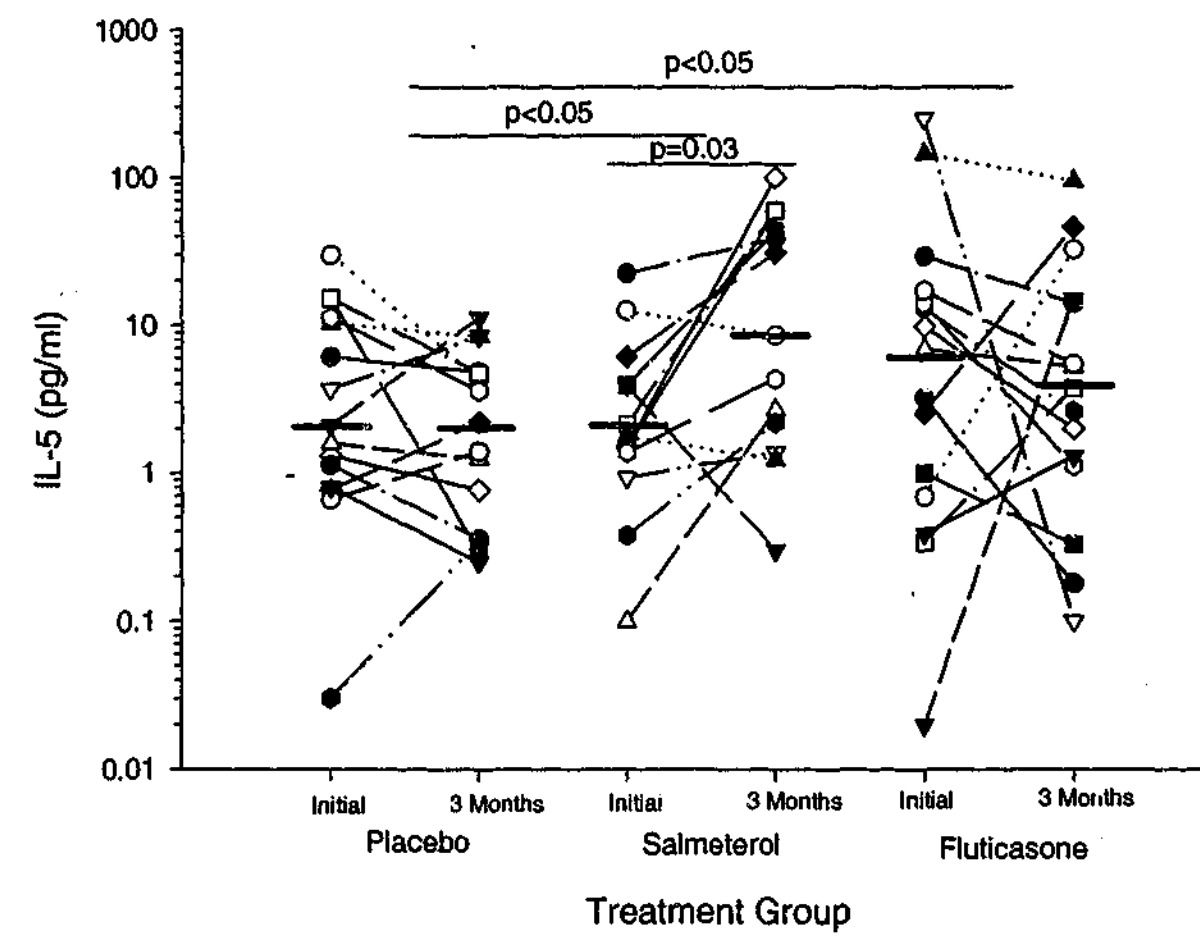 1000
p<0.05
p<0.05
p=0.03
100
10
1
0.1
0.01
IL-5 (pg/ml)
Initial 3 Months Initial 3 Months Initial 3 Months
Placebo Salmeterol Fluticasone
Treatment Group